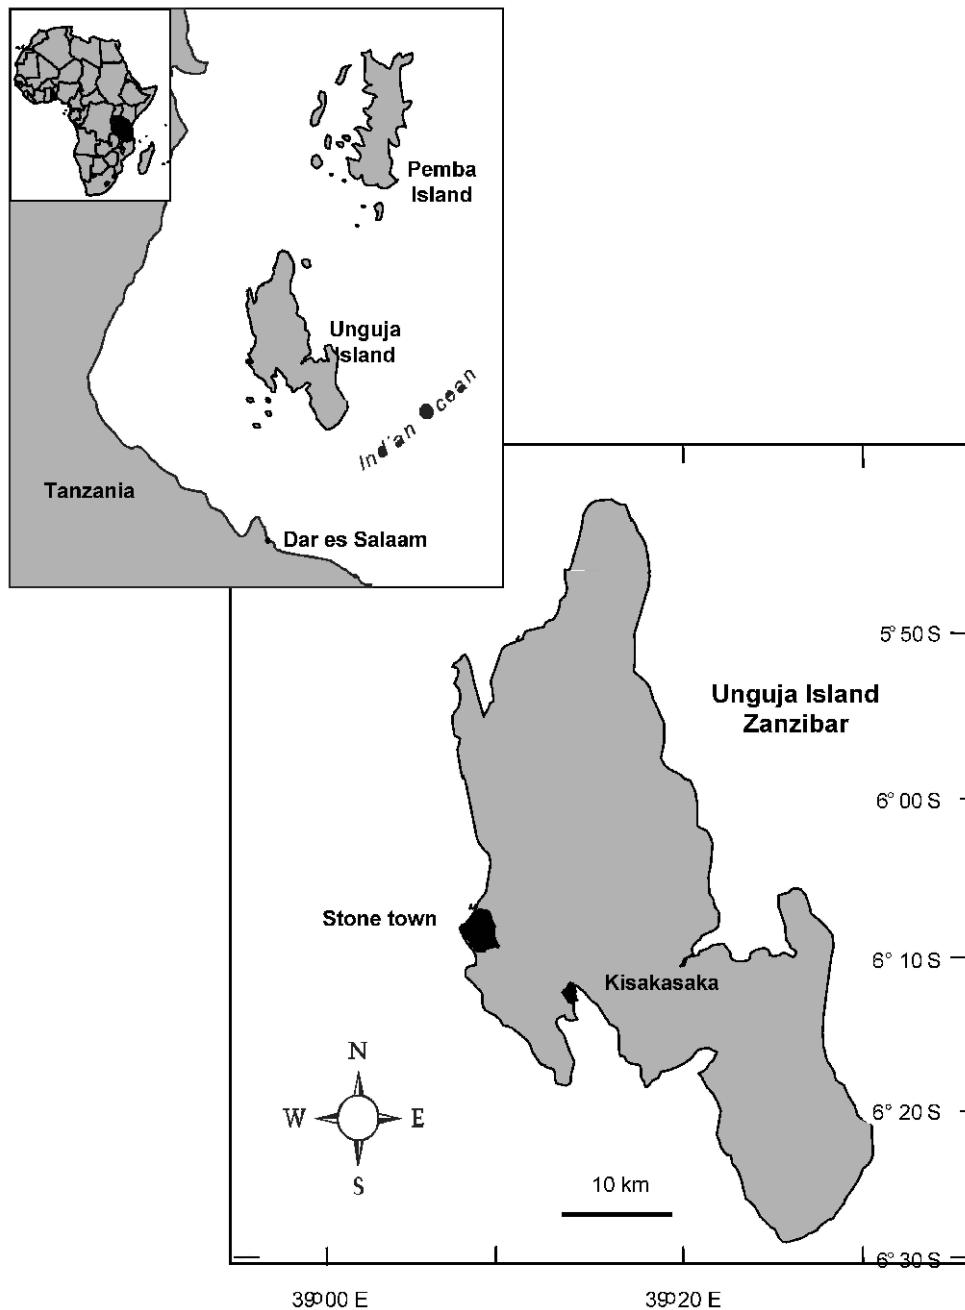 Pemba
Island
Unguja
Island
Indian Ocean
Tanzania
Dar es Salaam
5° 50 S
Unguja Island
Zanzibar
6° 00 S
Stone town
6° 10 S
Kisakasaka
N
W
E
6° 20 S
S
10 km
6° 30 S
39°00 E
39°20 E